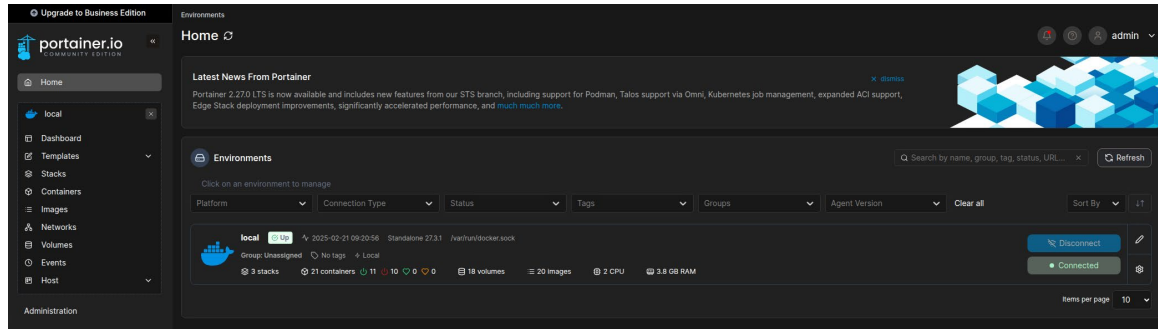 Upgrade to Business Edition
portainer.io
COMMUNITY EDITION
Home
local
Dashboard
Templates
Stacks
Containers
Images
Networks
Volumes
Events
Host
Administration
Environments
Home
admin
Latest News From Portainer
dismiss
Portainer 2.27.0 LTS is now available and includes new features from our STS branch, including support for Podman, Talos support via Omni, Kubernetes job management, expanded ACI support,
Edge Stack deployment improvements, significantly accelerated performance, and much much more.
Environments
Search by name, group, tag, status, URL...
Refresh
Click on an environment to manage
Platform Connection Type Status Tags Groups Agent Version Clear all Sort By
local Up 2025-02-21 09:20:56 Standalone 27.3.1 /var/run/docker.sock
Group: Unassigned No tags Local
3 stacks 21 containers 11 10 0 0 18 volumes 20 images 2 CPU 3.8 GB RAM
Disconnect
Connected
Items per page 10